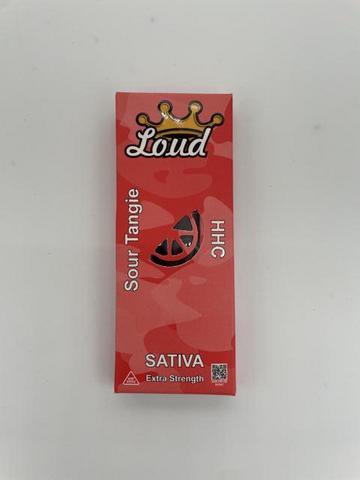 Loud
Sour Tangie
HHC
SATIVA
Extra Strength